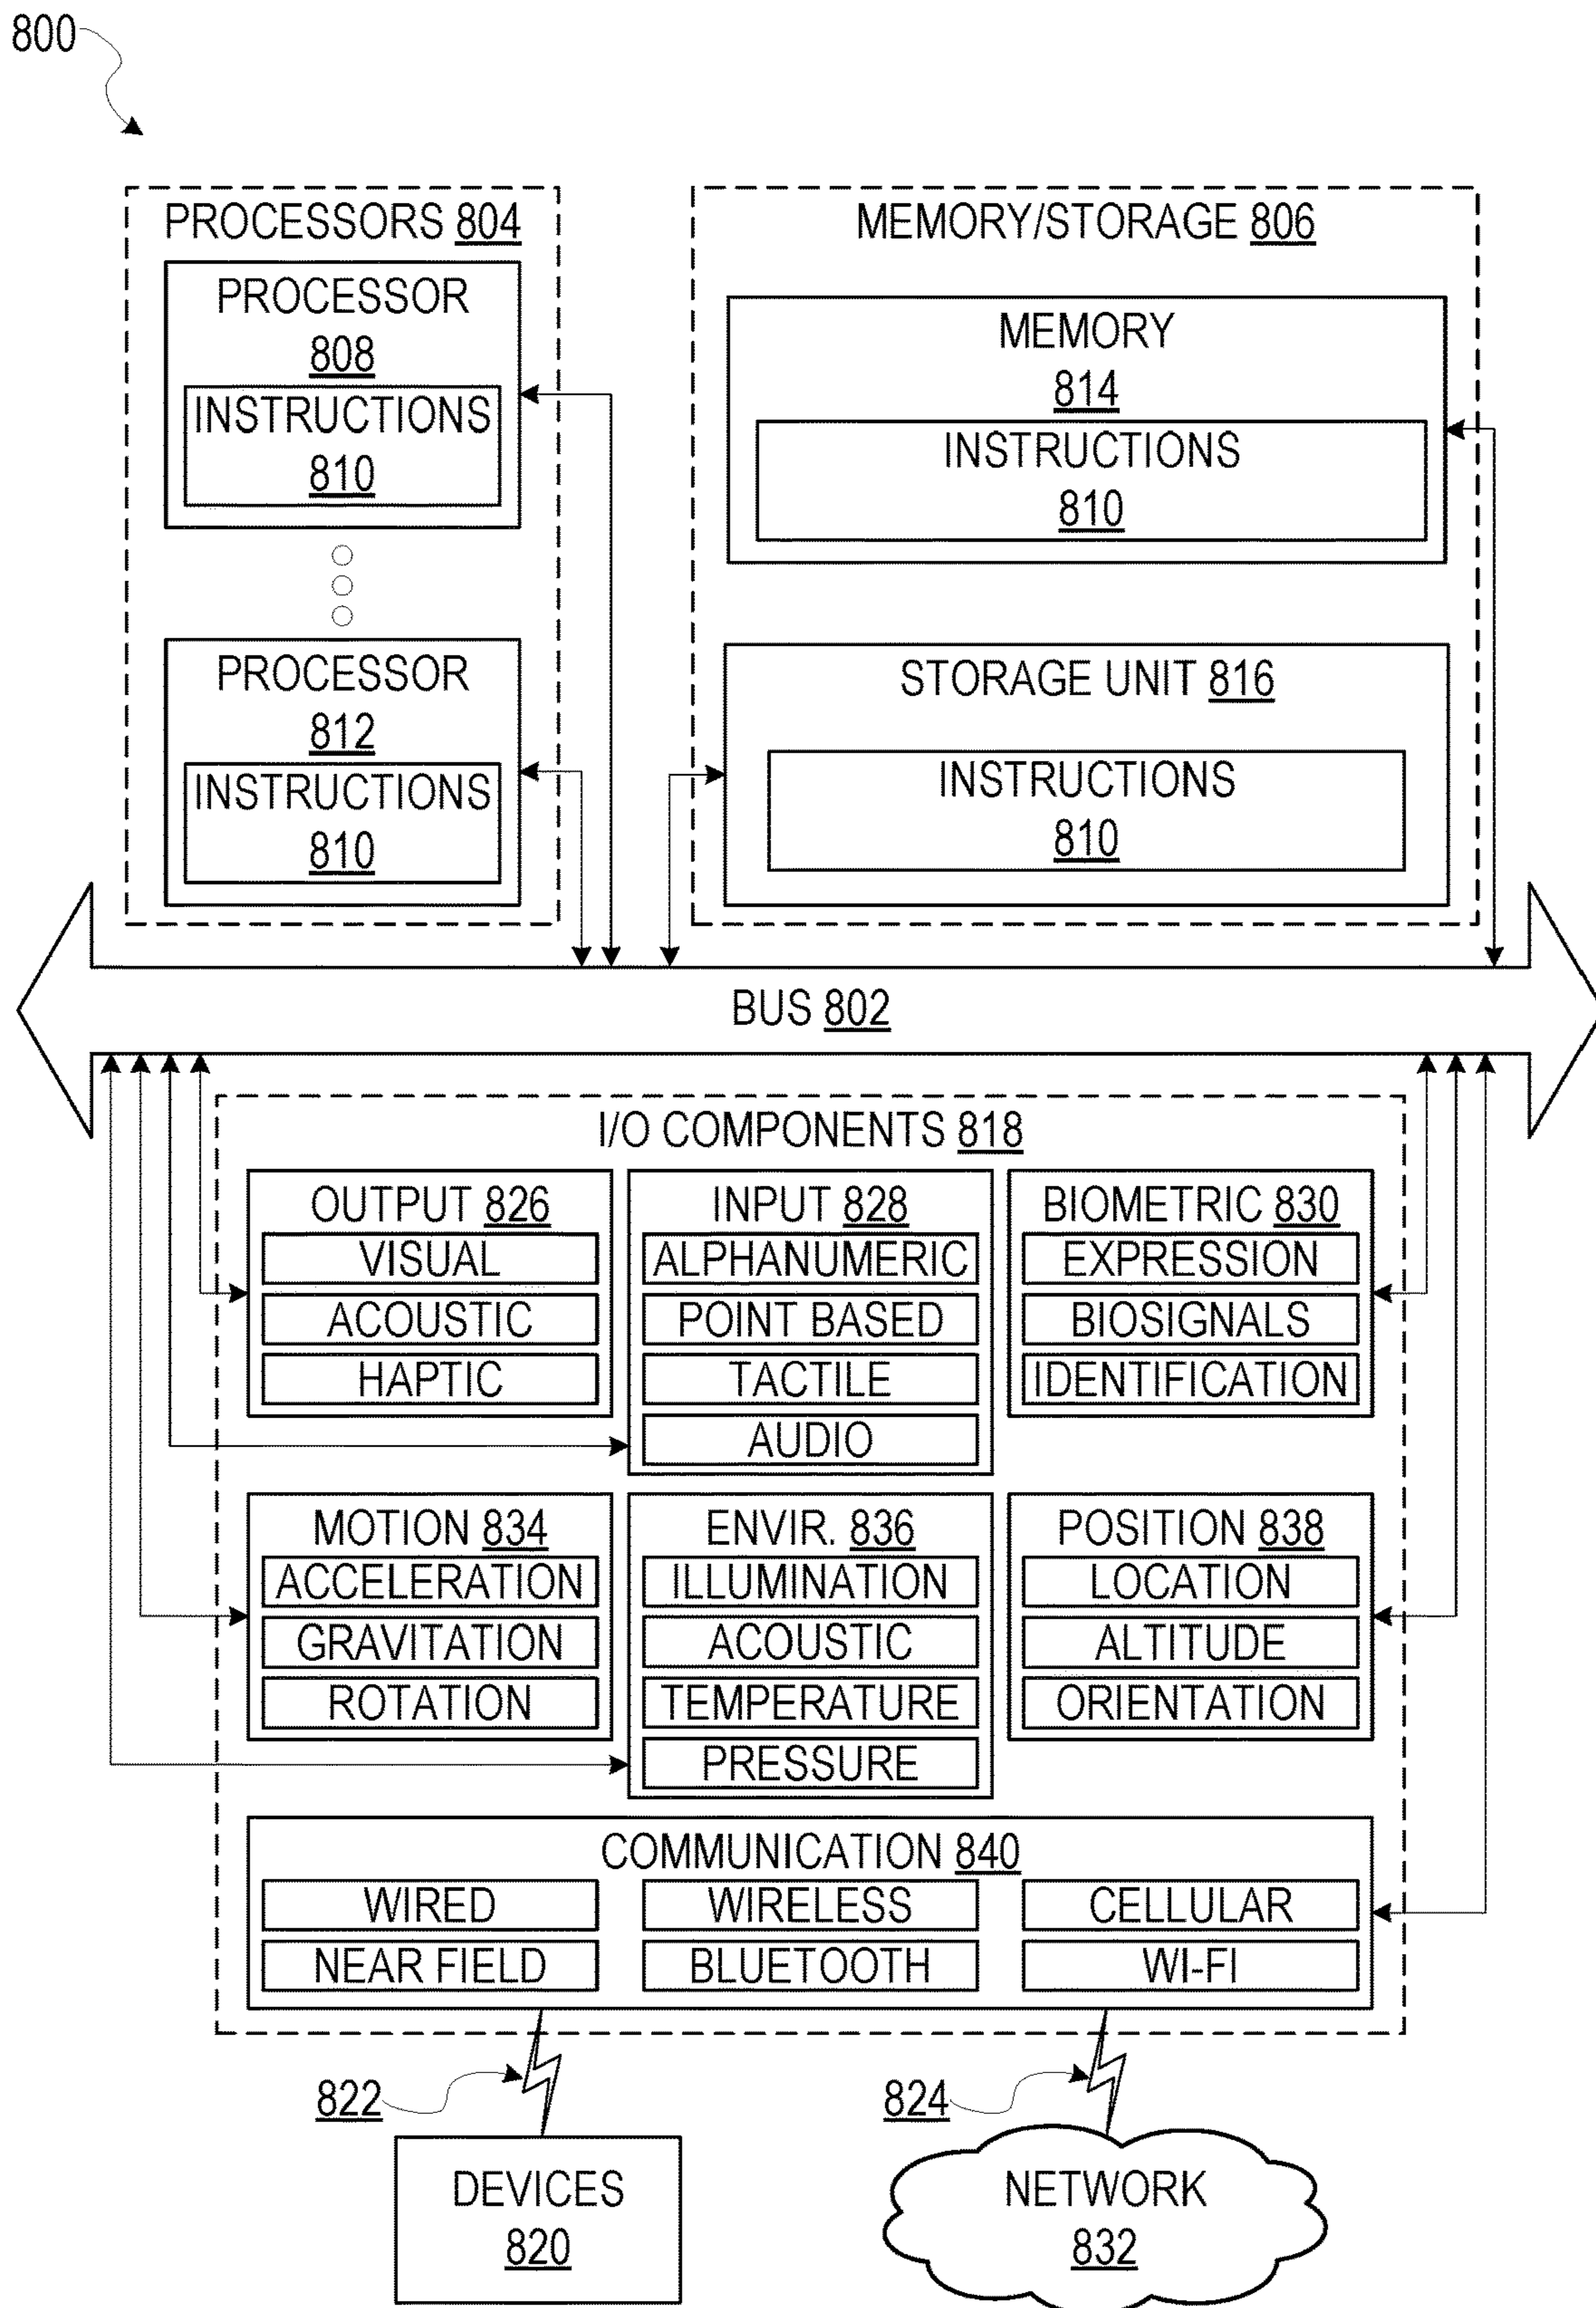 800
PROCESSORS 804
PROCESSOR
808
INSTRUCTIONS
810
PROCESSOR
812
INSTRUCTIONS
810
MEMORY/STORAGE 806
MEMORY
814
INSTRUCTIONS
810
STORAGE UNIT 816
INSTRUCTIONS
810
BUS 802
I/O COMPONENTS 818
OUTPUT 826
VISUAL
ACOUSTIC
HAPTIC
INPUT 828
ALPHANUMERIC
POINT BASED
TACTILE
AUDIO
BIOMETRIC 830
EXPRESSION
BIOSIGNALS
IDENTIFICATION
MOTION 834
ACCELERATION
GRAVITATION
ROTATION
ENVIR. 836
ILLUMINATION
ACOUSTIC
TEMPERATURE
PRESSURE
POSITION 838
LOCATION
ALTITUDE
ORIENTATION
COMMUNICATION 840
WIRED
WIRELESS
CELLULAR
NEAR FIELD
BLUETOOTH
WI-FI
822
824
DEVICES
820
NETWORK
832